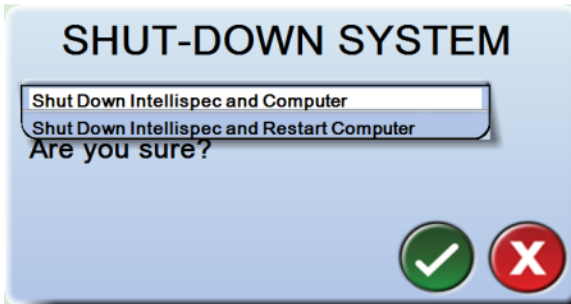 SHUT-DOWN SYSTEM
Shut Down Intellispec and Computer
Shut Down Intellispec and Restart Computer
Are you sure?